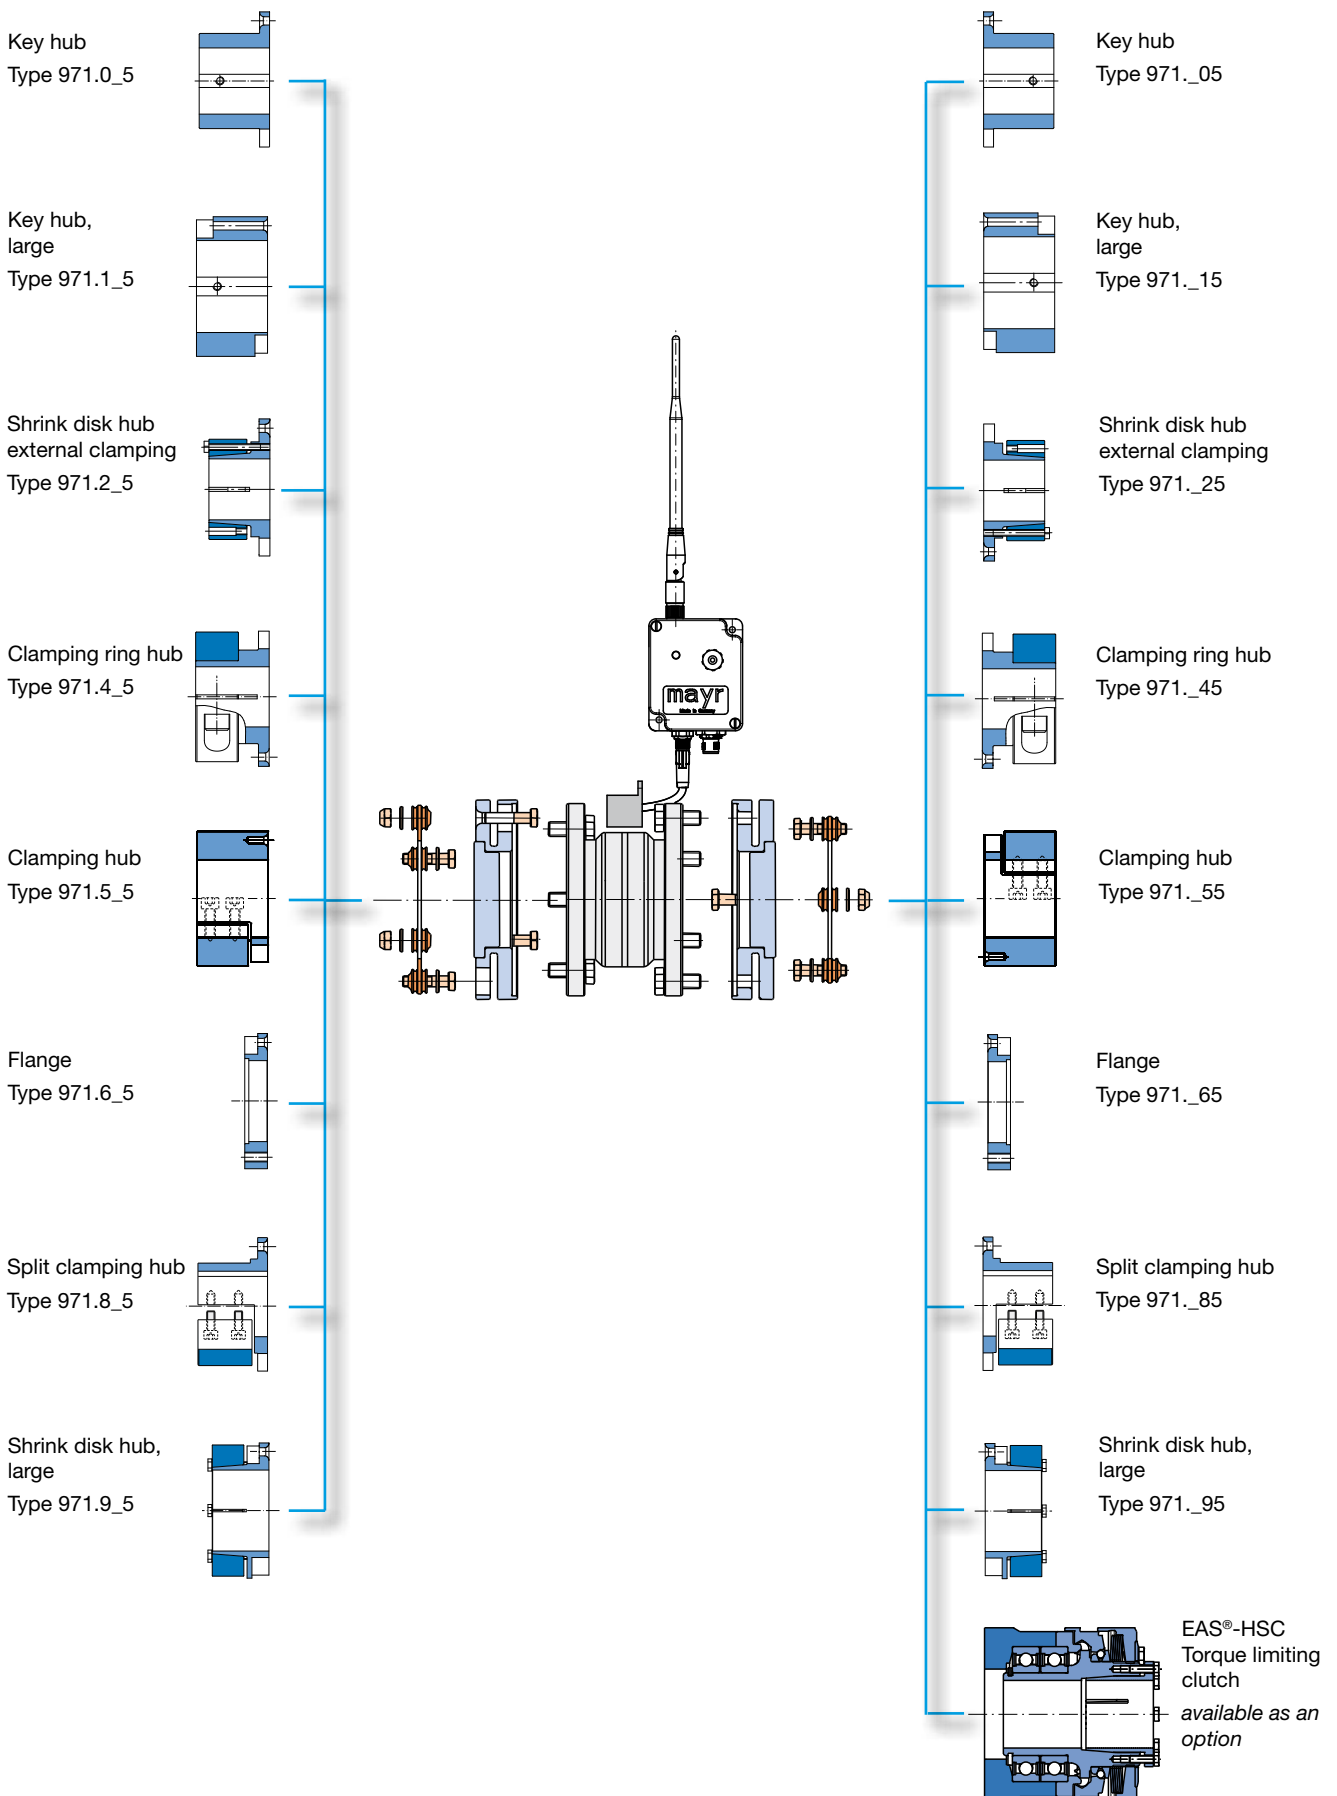 Key hub
Type 971.0_5
Key hub,
large
Type 971.1_5
Shrink disk hub
external clamping
Type 971.2_5
Clamping ring hub
Type 971.4_5
Clamping hub
Type 971.5_5
Flange
Type 971.6_5
Split clamping hub
Type 971.8_5
Shrink disk hub,
large
Type 971.9_5
mayr
Made in Germany
Key hub
Type 971._05
Key hub,
large
Type 971._15
Shrink disk hub
external clamping
Type 971._25
Clamping ring hub
Type 971._45
Clamping hub
Type 971._55
Flange
Type 971._65
Split clamping hub
Type 971._85
Shrink disk hub,
large
Type 971._95
EAS®-HSC
Torque limiting
clutch
available as an
option